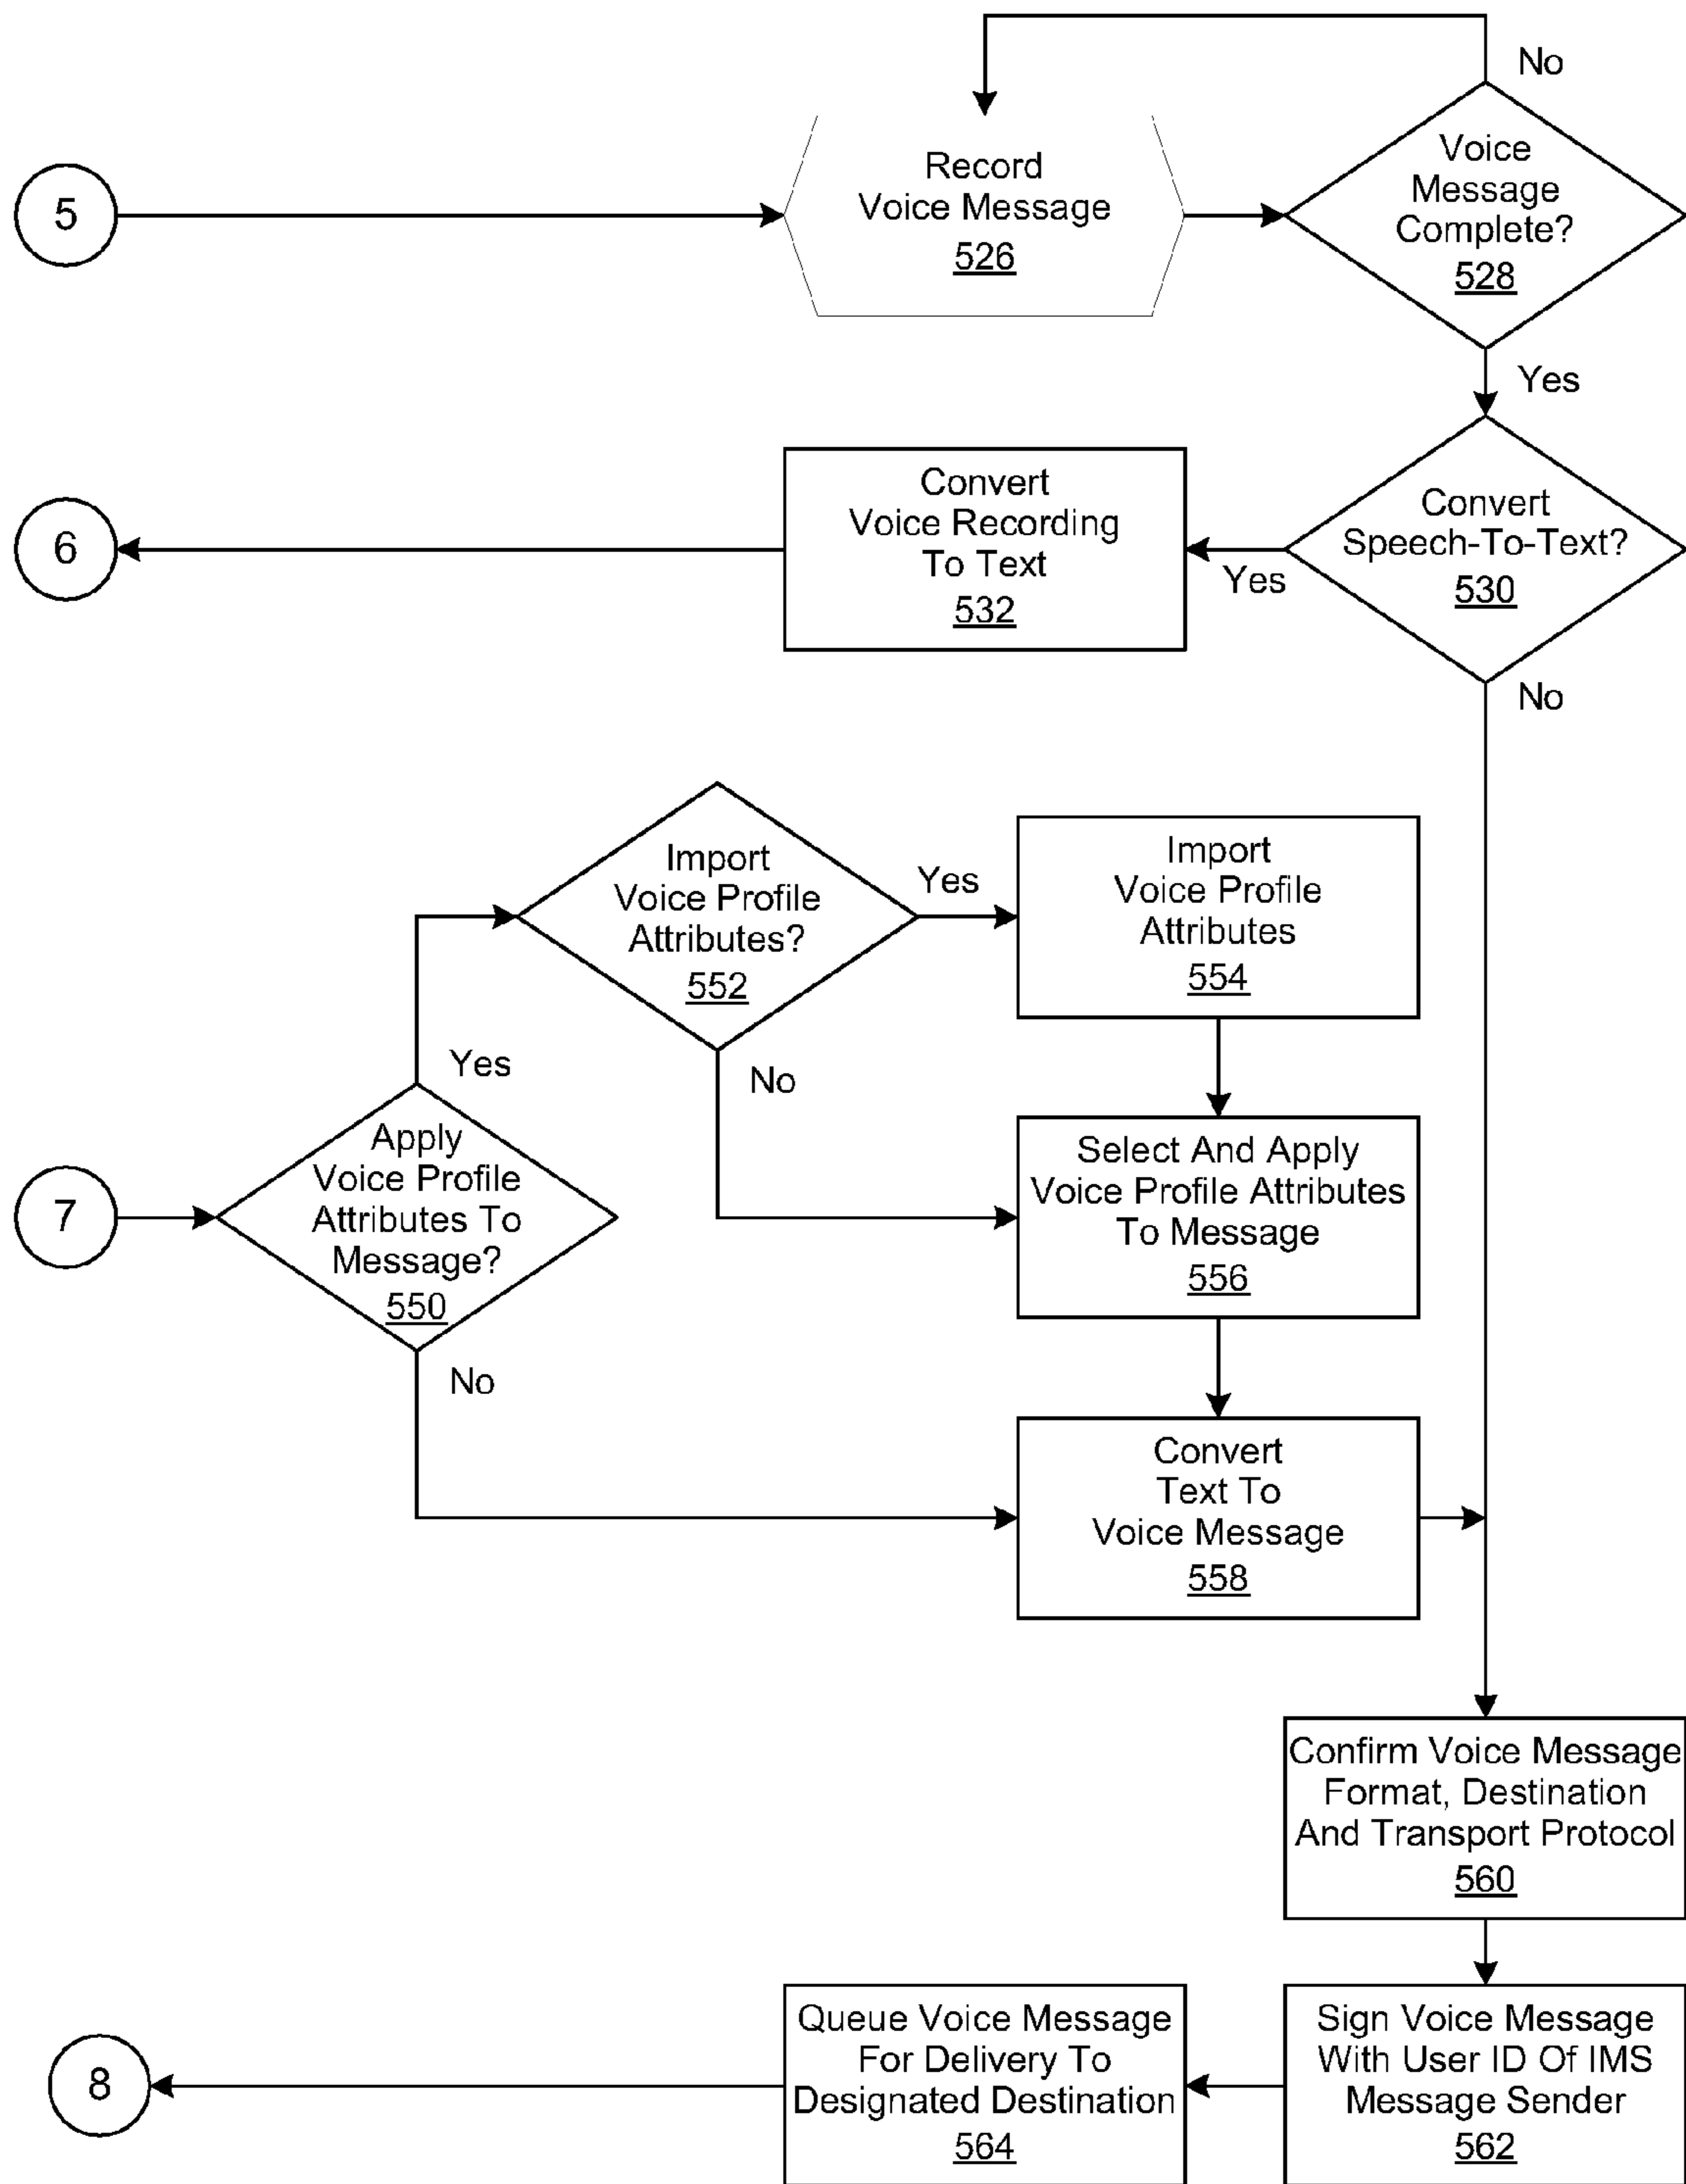 No
Voice
Message
Complete?
528
5
Record
Voice Message
526
Yes
6
Convert
Voice Recording
To Text
532
Yes
Convert
Speech-To-Text?
530
No
Import
Voice Profile
Attributes?
552
Yes
Import
Voice Profile
Attributes
554
Yes
No
7
Apply
Voice Profile
Attributes To
Message?
550
Select And Apply
Voice Profile Attributes
To Message
556
No
Convert
Text To
Voice Message
558
Confirm Voice Message
Format, Destination
And Transport Protocol
560
8
Queue Voice Message
For Delivery To
Designated Destination
564
Sign Voice Message
With User ID Of IMS
Message Sender
562